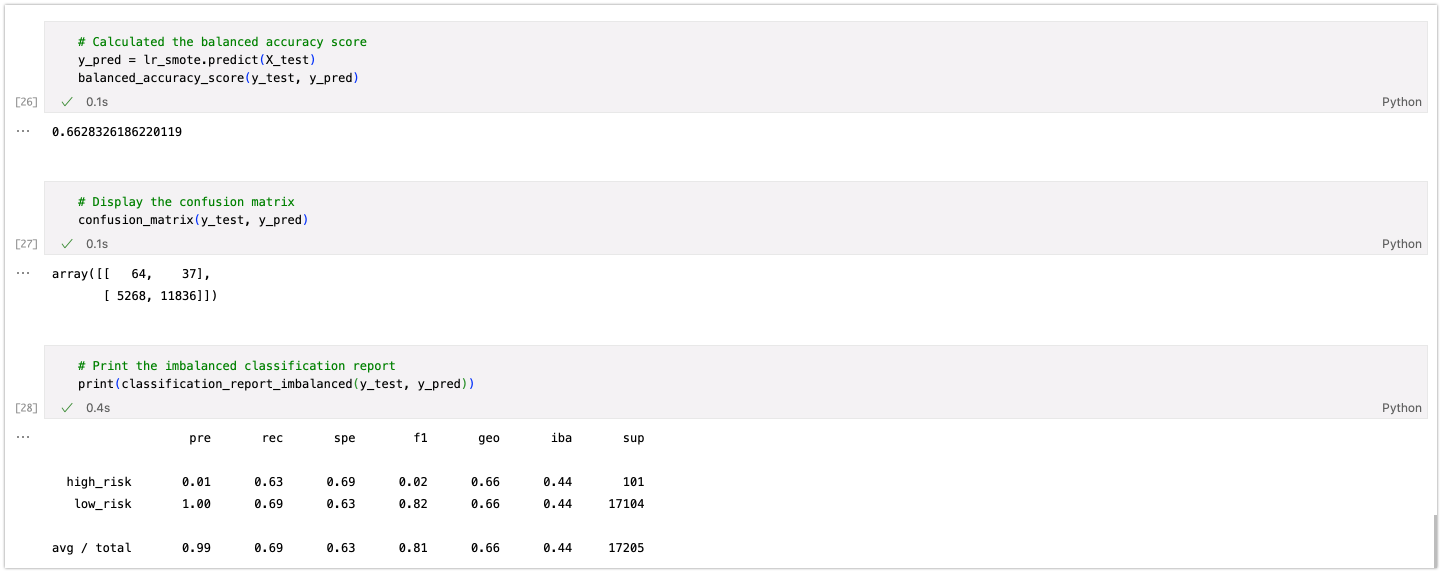 # Calculated the balanced accuracy score
y_pred = lr_smote.predict(X_test)
balanced_accuracy_score(y_test, y_pred)
[26] ✓ 0.1s Python
... 0.6628326186220119
# Display the confusion matrix
confusion_matrix(y_test, y_pred)
[27] ✓ 0.1s Python
... array([[   64,    37],
       [ 5268, 11836]])
# Print the imbalanced classification report
print(classification_report_imbalanced(y_test, y_pred))
[28] ✓ 0.4s Python
... pre rec spe f1 geo iba sup
high_risk 0.01 0.63 0.69 0.02 0.66 0.44 101
low_risk 1.00 0.69 0.63 0.82 0.66 0.44 17104
avg / total 0.99 0.69 0.63 0.81 0.66 0.44 17205